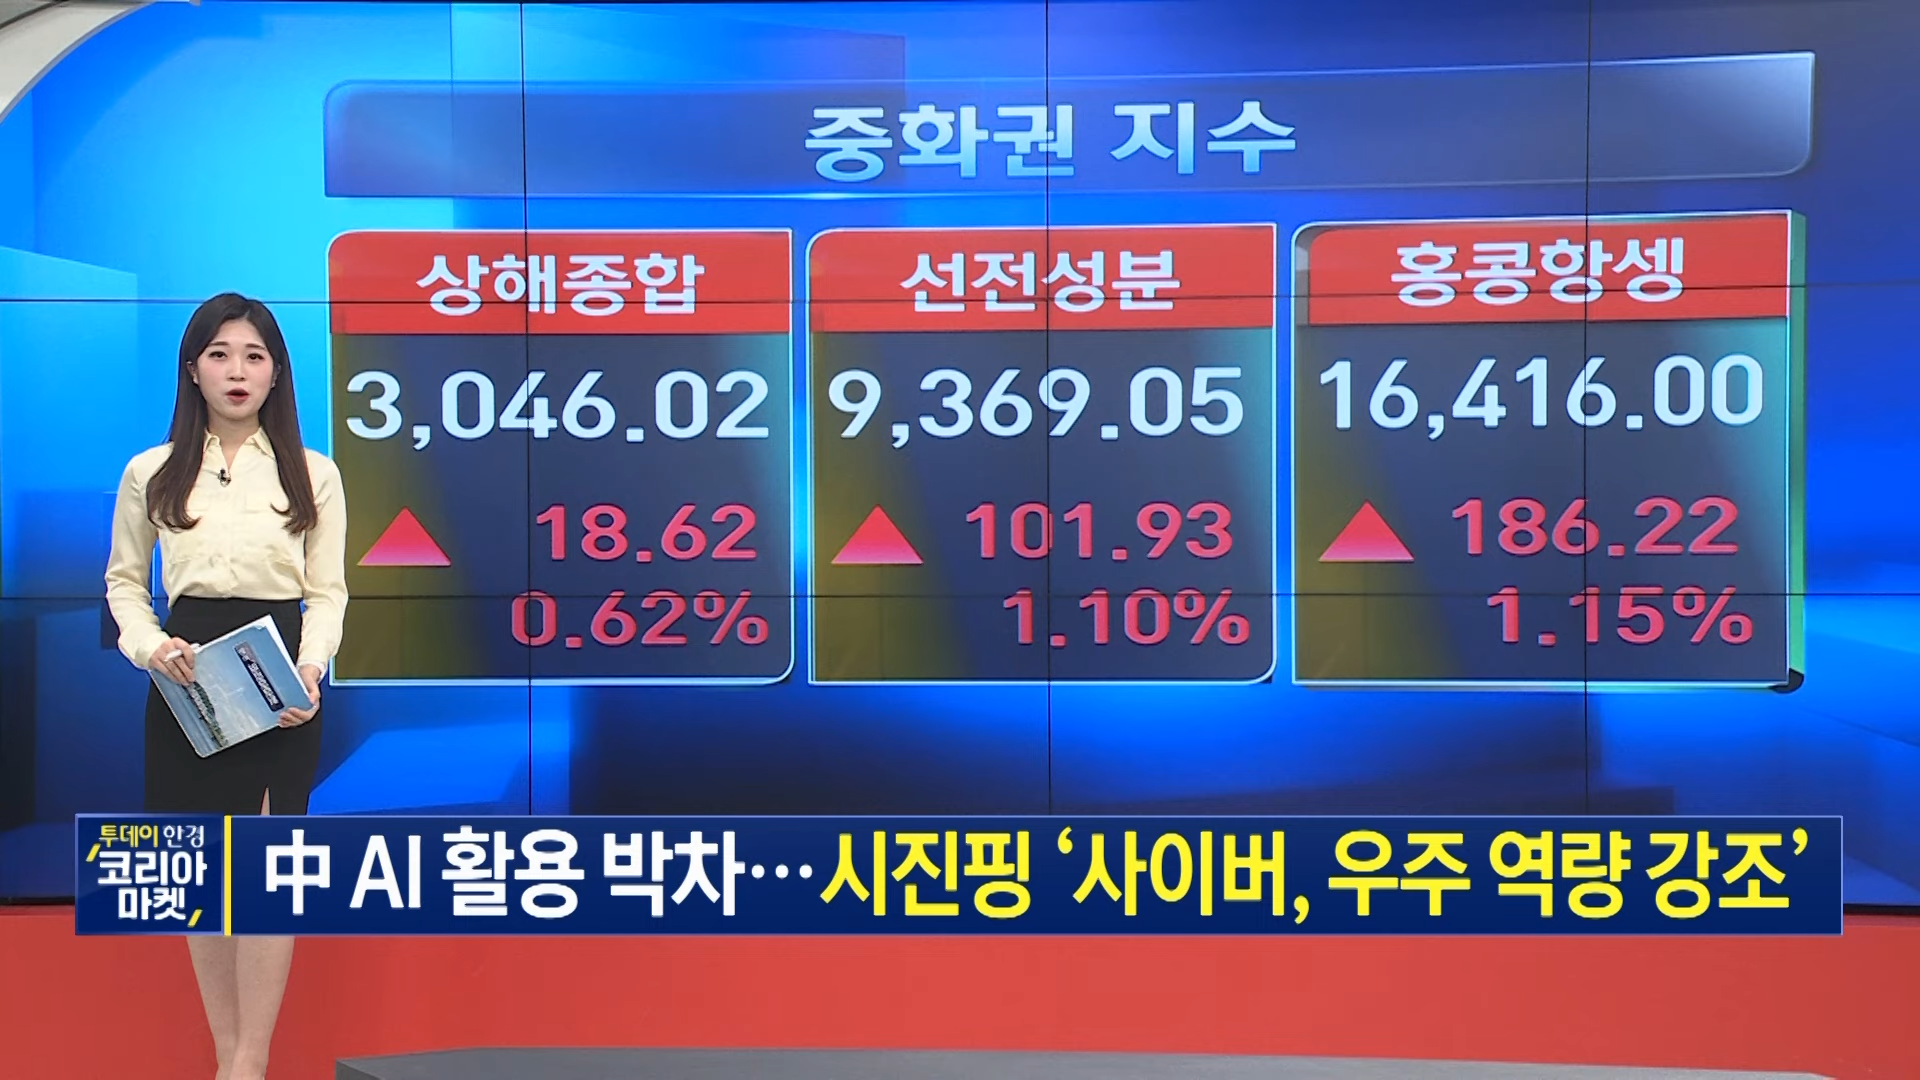 중화권 지수
상해종합
3,046.02
18.62
0.62%
선전성분
9,369.05
101.93
1.10%
홍콩항셍
16,416.00
186.22
1.15%
투데이 한경
코리아
마켓
中 AI 활용 박차…시진핑 ‘사이버, 우주 역량 강조’